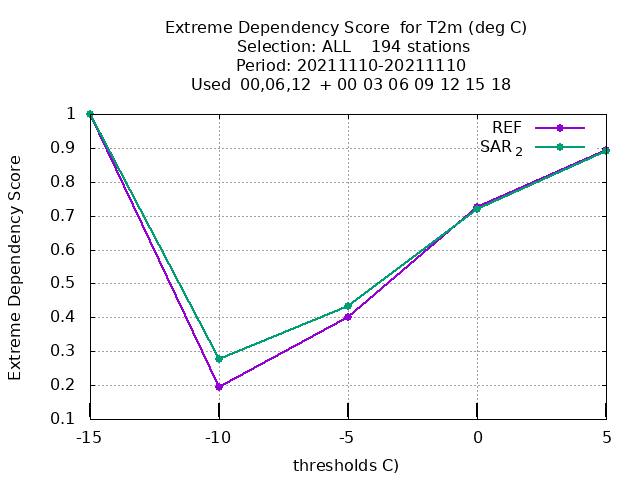 Extreme Dependency Score  for T2m (deg C)
Selection: ALL    194 stations
Period: 20211110-20211110
Used  00,06,12  + 00 03 06 09 12 15 18
REF
SAR 2
1
0.9
0.8
0.7
0.6
0.5
0.4
0.3
0.2
0.1
Extreme Dependency Score
-15 -10 -5 0 5
thresholds C)